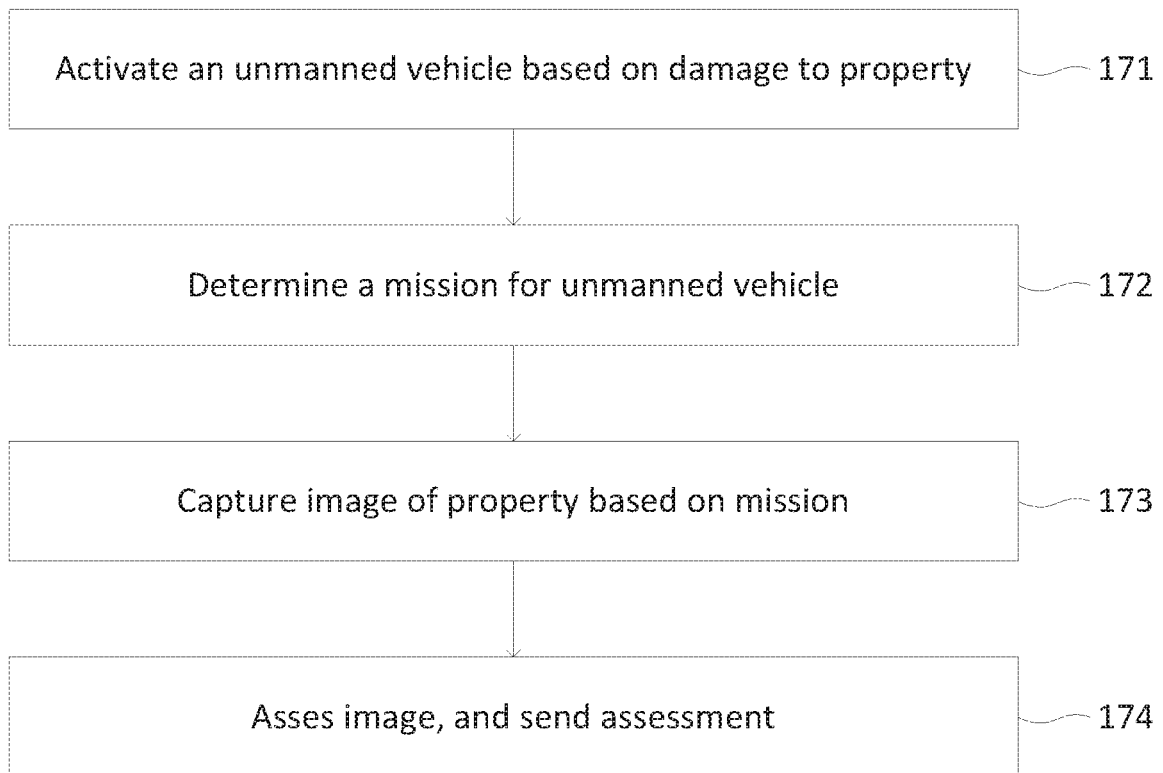 Activate an unmanned vehicle based on damage to property
171
Determine a mission for unmanned vehicle
172
Capture image of property based on mission
173
Asses image, and send assessment
174